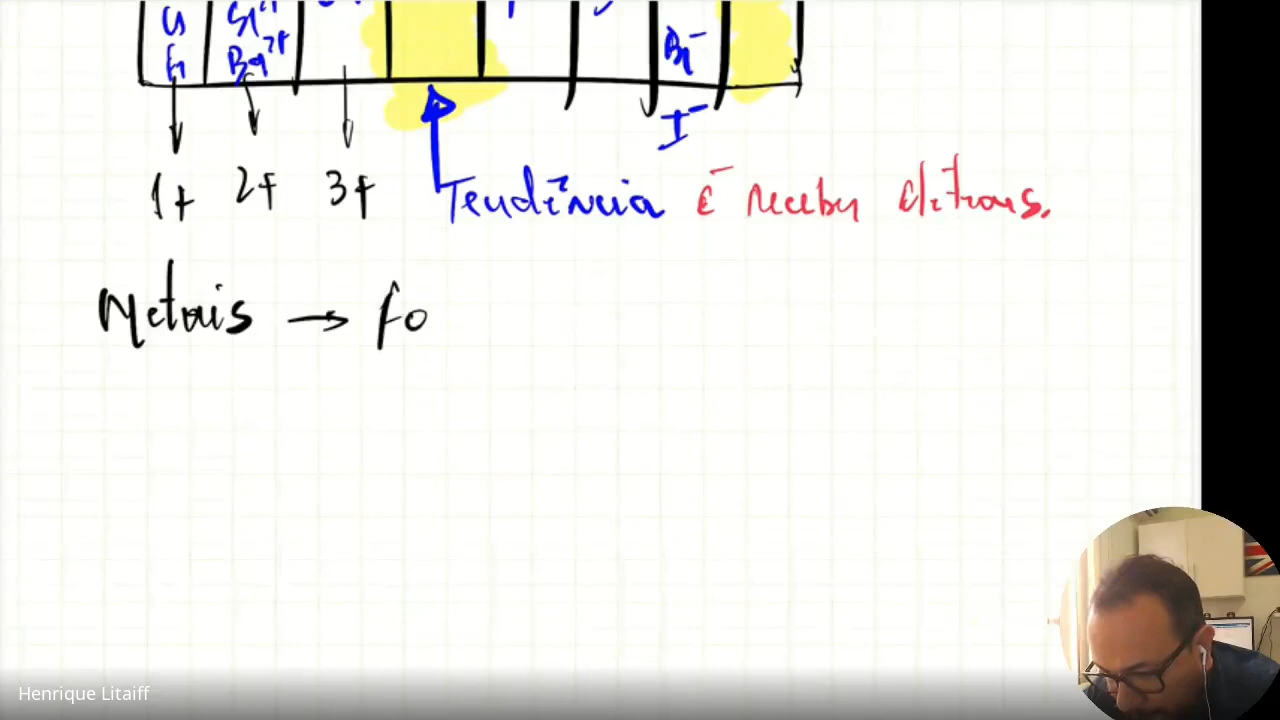 Cs Sr²⁺
Fr Ba²⁺ Br⁻
I⁻
1+ 2+ 3+ Tendência é receber elétrons.
Metais → fo
Henrique Litaiff